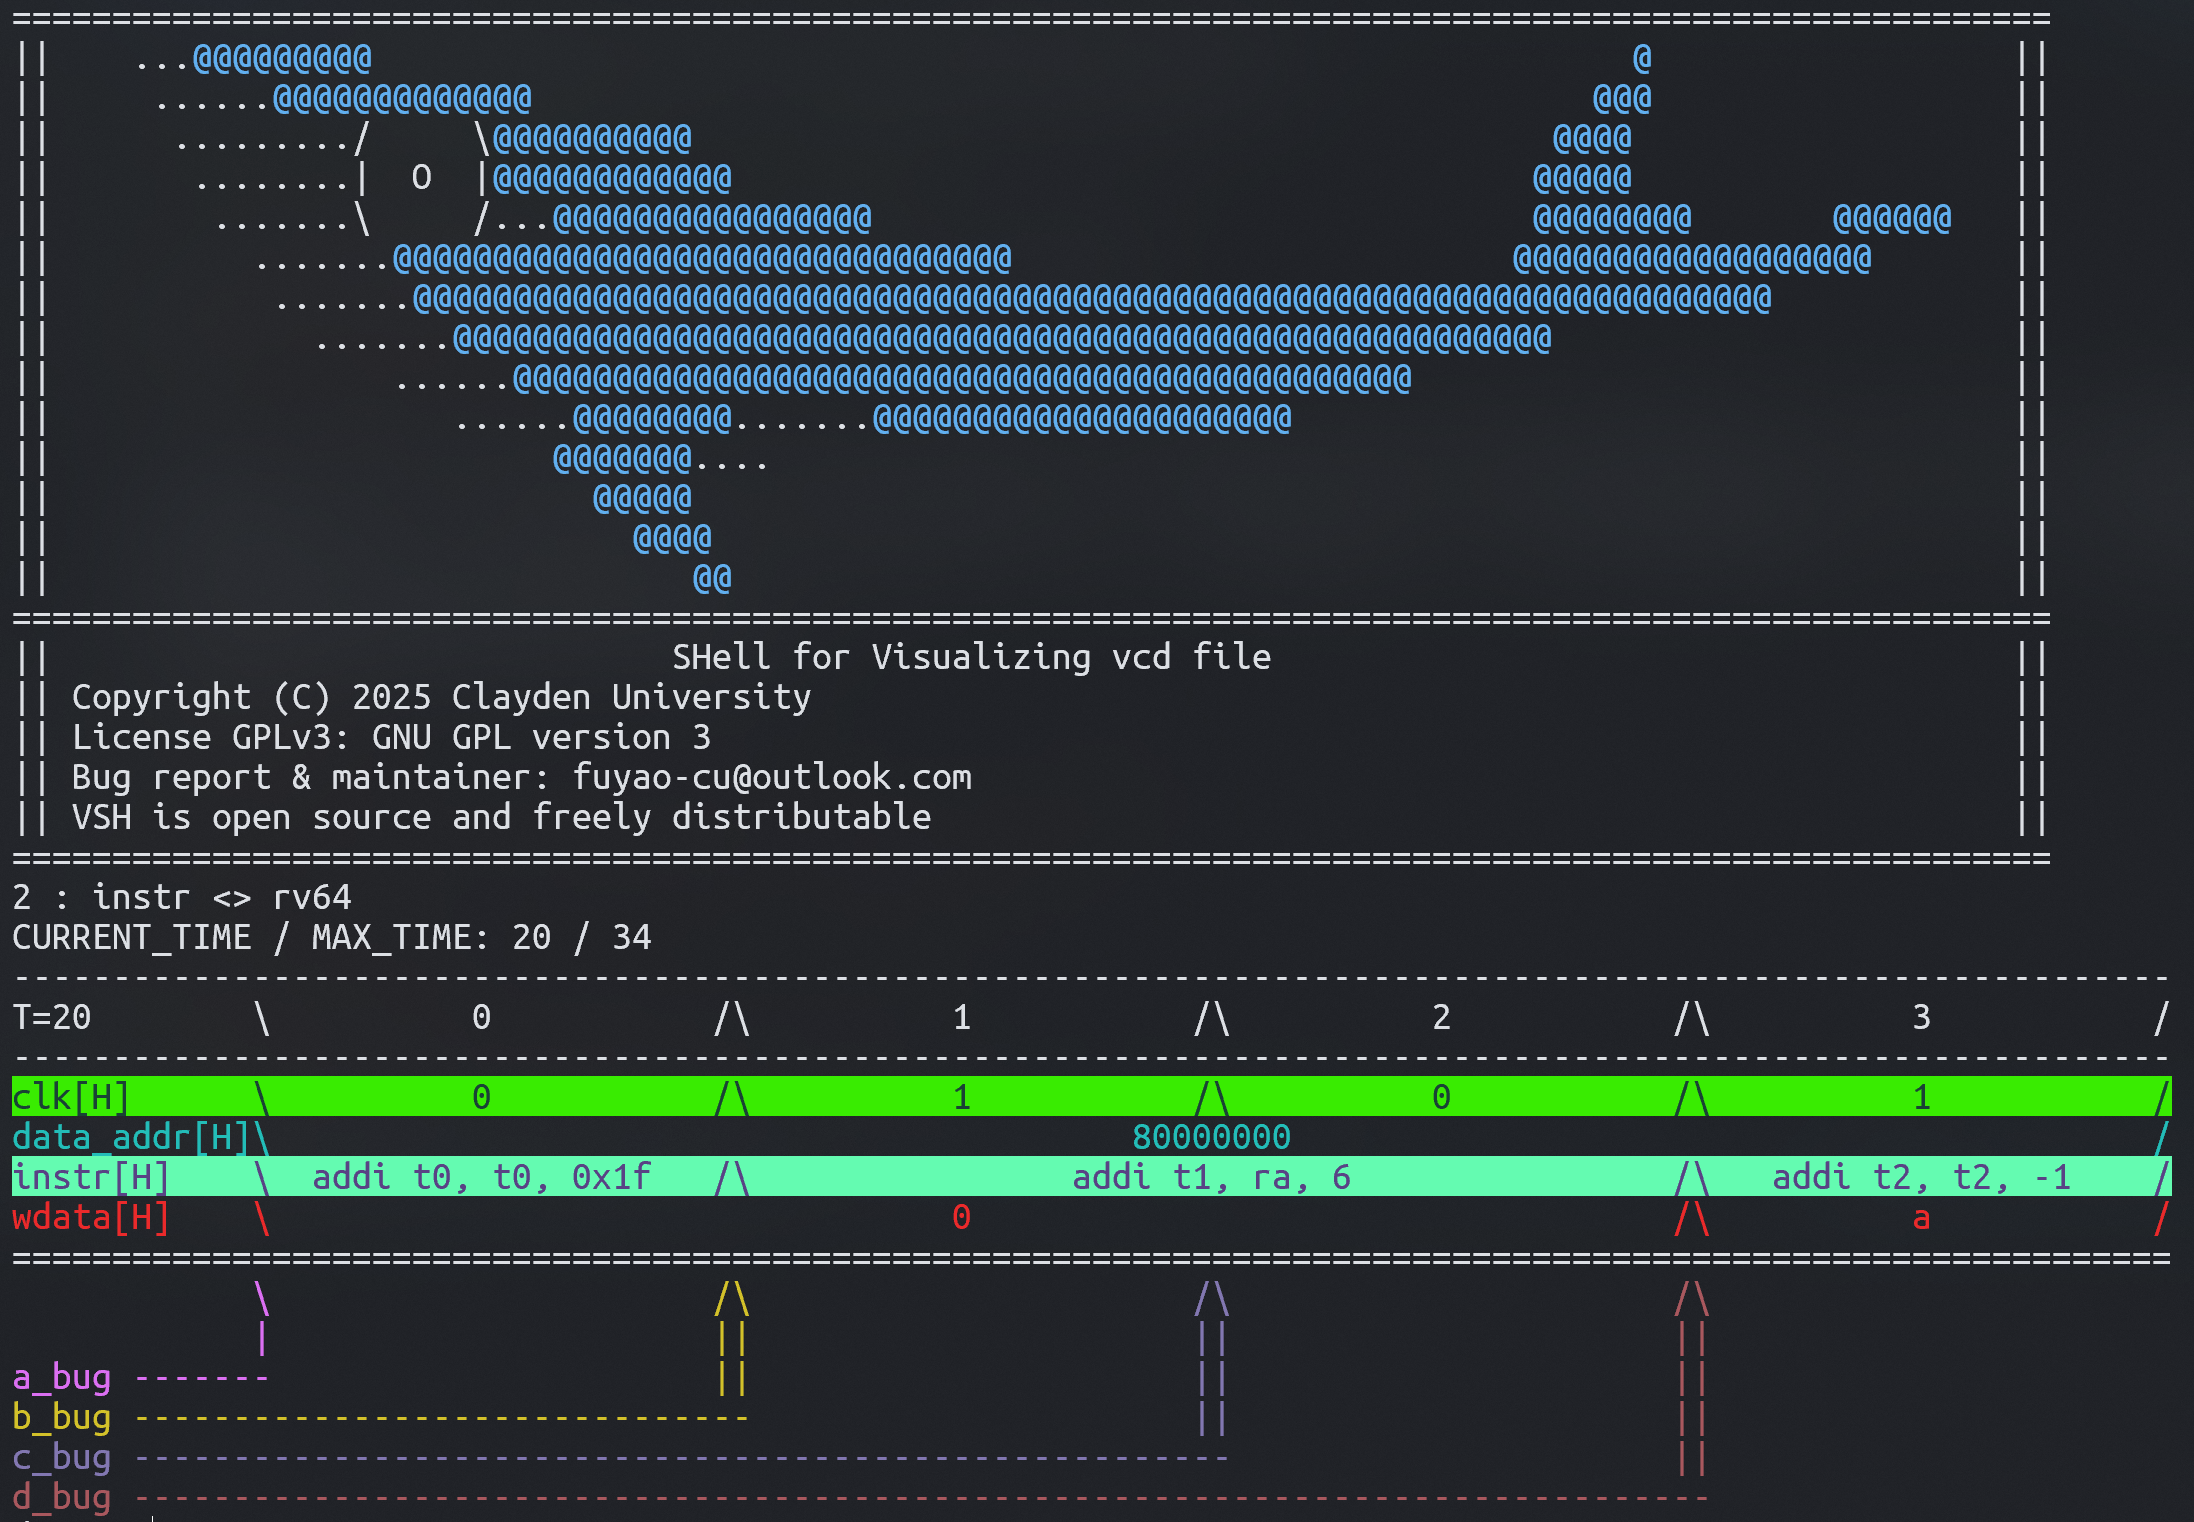 O
SHell for Visualizing vcd file
Copyright (C) 2025 Clayden University
License GPLv3: GNU GPL version 3
Bug report & maintainer: fuyao-cu@outlook.com
VSH is open source and freely distributable
2 : instr <> rv64
CURRENT_TIME / MAX_TIME: 20 / 34
T=20 \ 0 /\ 1 /\ 2 /\ 3 /
clk[H] \ 0 /\ 1 /\ 0 /\ 1 /
data_addr[H]\ 80000000 /
instr[H] \ addi t0, t0, 0x1f /\ addi t1, ra, 6 /\ addi t2, t2, -1 /
wdata[H] \ 0 /\ a /
a_bug
b_bug
c_bug
d_bug